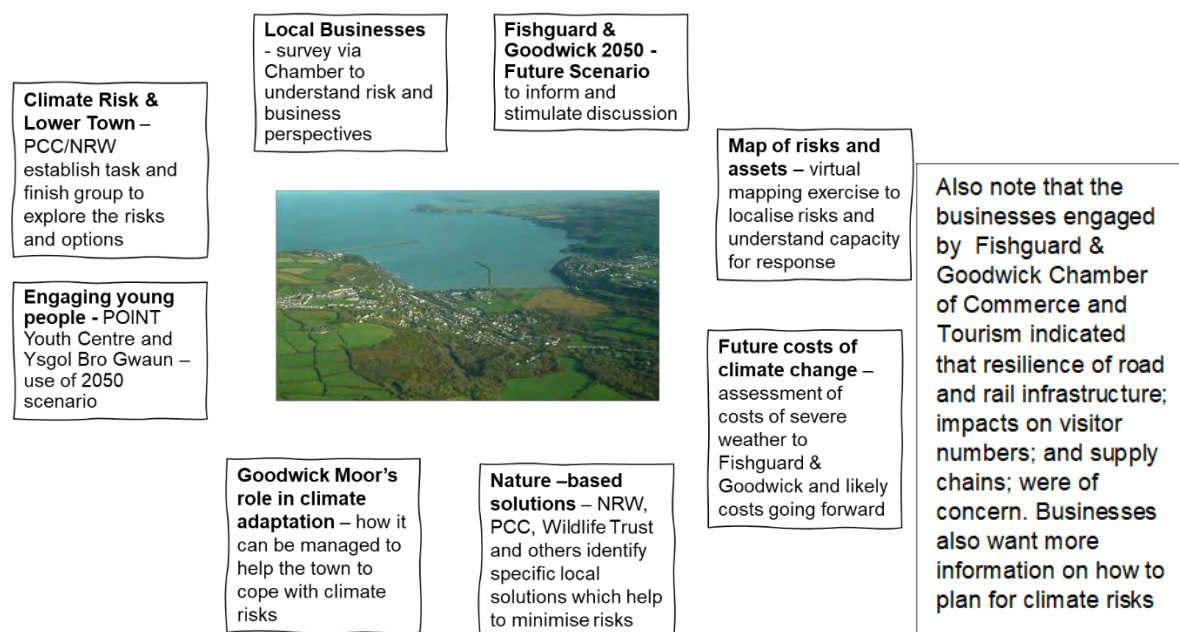 Local Businesses
- survey via
Chamber to
understand risk and
business
perspectives
Fishguard &
Goodwick 2050 -
Future Scenario
to inform and
stimulate discussion
Climate Risk &
Lower Town –
PCC/NRW
establish task and
finish group to
explore the risks
and options
Map of risks and
assets – virtual
mapping exercise to
localise risks and
understand capacity
for response
Engaging young
people - POINT
Youth Centre and
Ysgol Bro Gwaun –
use of 2050
scenario
Future costs of
climate change –
assessment of
costs of severe
weather to
Fishguard &
Goodwick and likely
costs going forward
Goodwick Moor's
role in climate
adaptation – how it
can be managed to
help the town to
cope with climate
risks
Nature –based
solutions – NRW,
PCC, Wildlife Trust
and others identify
specific local
solutions which help
to minimise risks
Also note that the
businesses engaged
by Fishguard &
Goodwick Chamber
of Commerce and
Tourism indicated
that resilience of road
and rail infrastructure;
impacts on visitor
numbers; and supply
chains; were of
concern. Businesses
also want more
information on how to
plan for climate risks